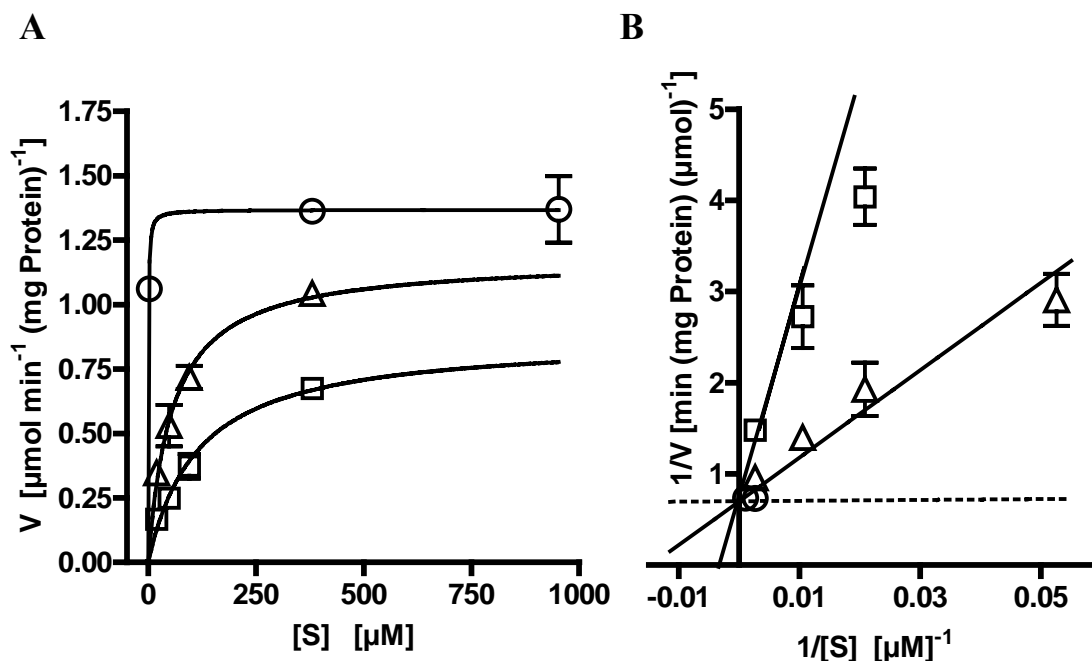 A
V [µmol min⁻¹ (mg Protein)⁻¹]
1.75
1.50
1.25
1.00
0.75
0.50
0.25
0.00
0 250 500 750 1000
[S] [µM]
B
1/V [min (mg Protein) (µmol)⁻¹]
5
4
3
2
1
-0.01 0.01 0.03 0.05
1/[S] [µM]⁻¹